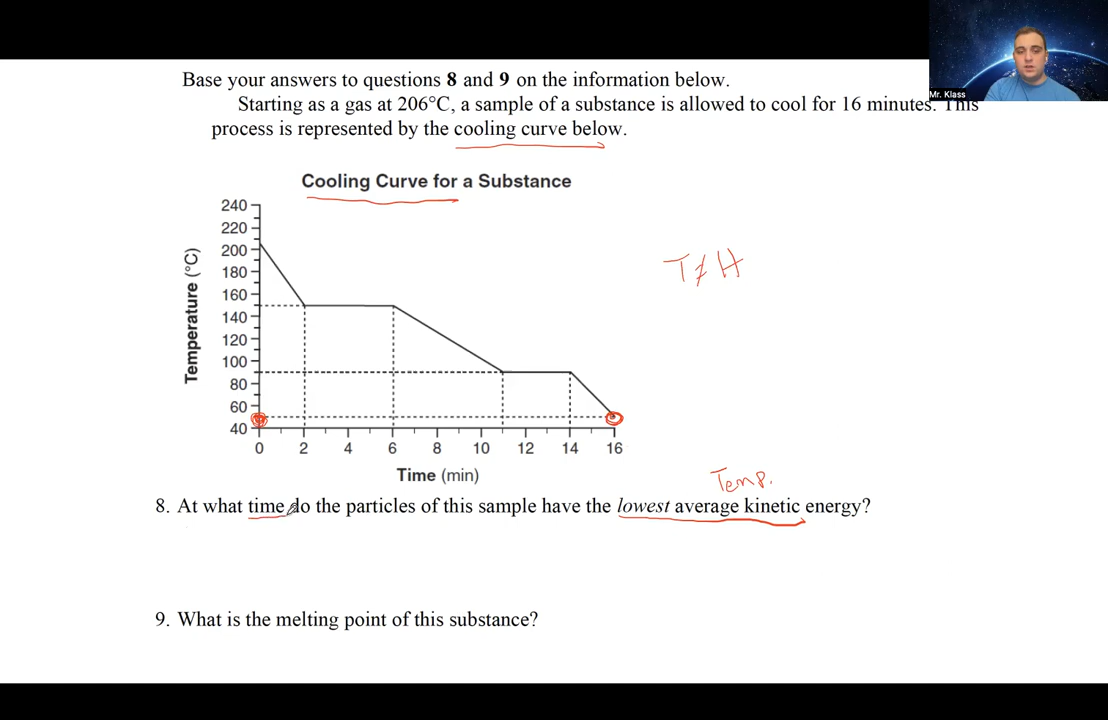 Mr. Klass
Base your answers to questions 8 and 9 on the information below.
Starting as a gas at 206°C, a sample of a substance is allowed to cool for 16 minutes. This
process is represented by the cooling curve below.
Cooling Curve for a Substance
Temperature (°C)
240
220
200
180
160
140
120
100
80
60
40
0 2 4 6 8 10 12 14 16
Time (min)
T ≠ H
Temp.
8. At what time do the particles of this sample have the lowest average kinetic energy?
9. What is the melting point of this substance?